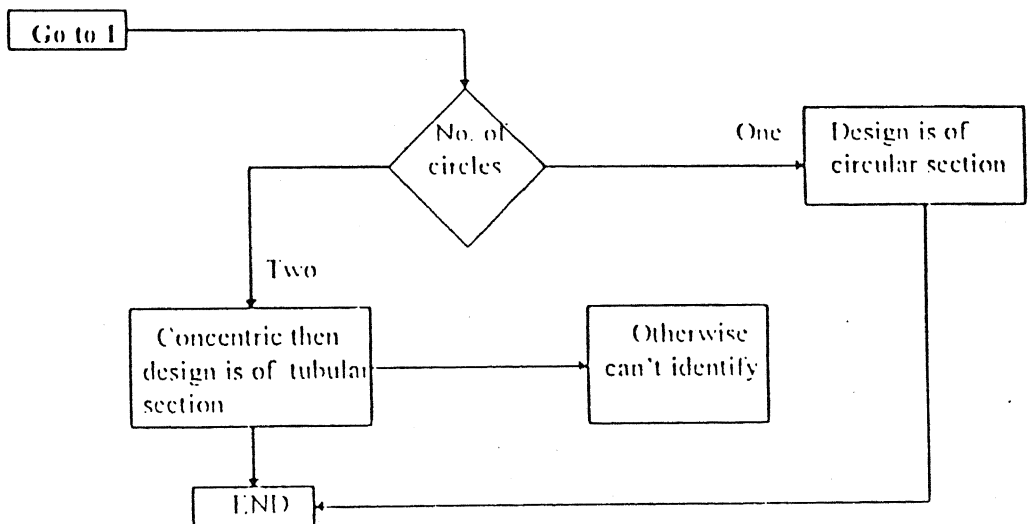 Go to 1
No. of
circles
One
Design is of
circular section
Two
Concentric then
design is of tubular
section
Otherwise
can't identify
END